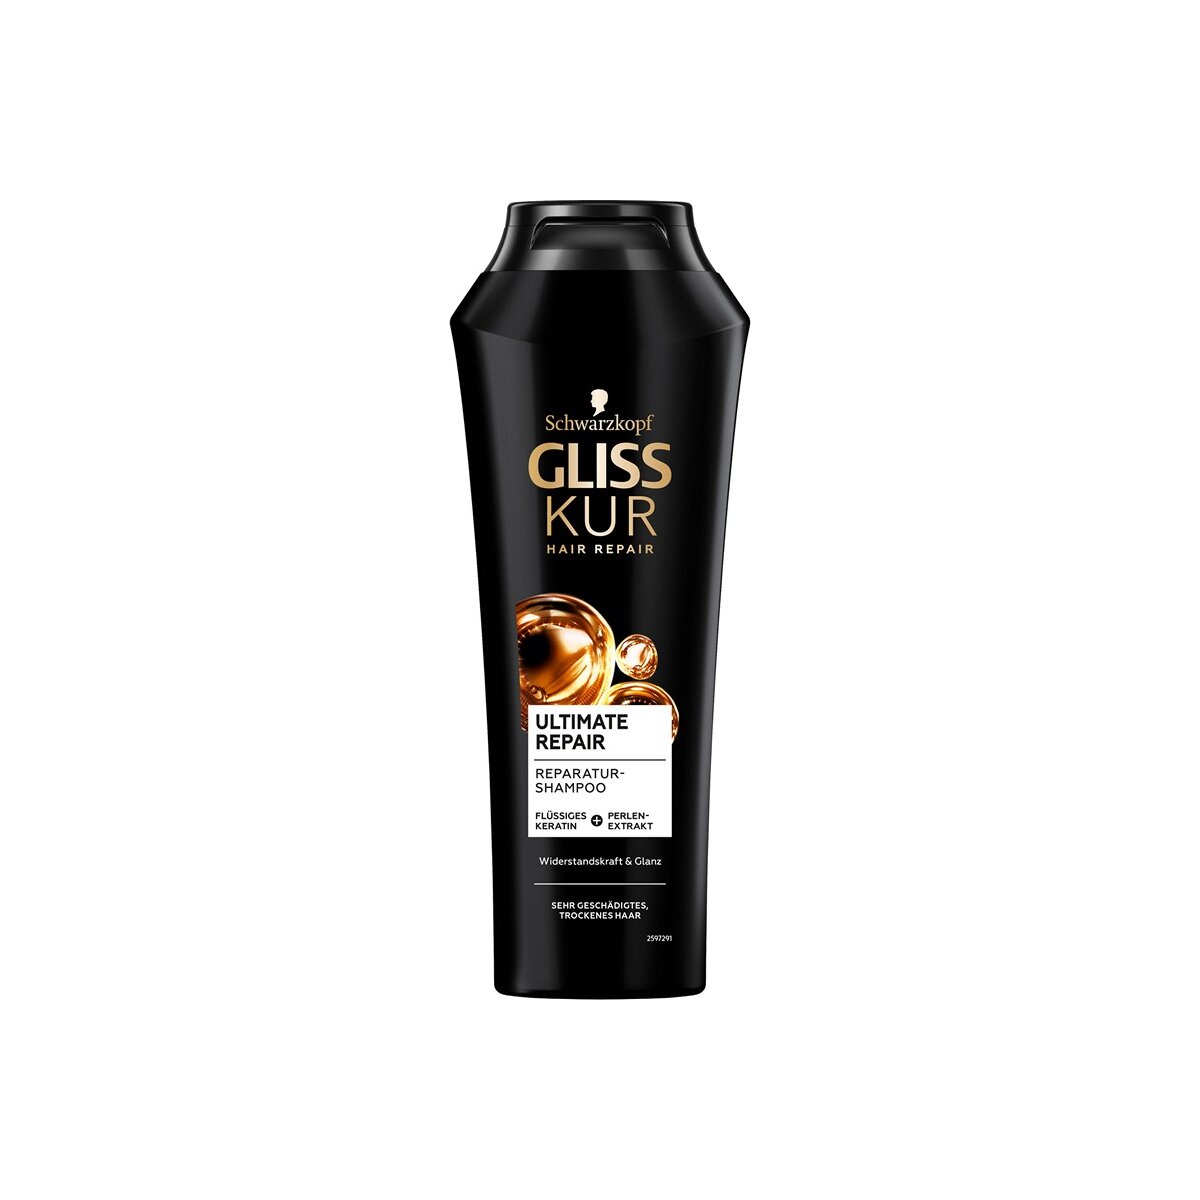 Schwarzkopf
GLISS
KUR
HAIR REPAIR
ULTIMATE
REPAIR
REPARATUR-
SHAMPOO
FLÜSSIGES
KERATIN
+
PERLEN-
EXTRAKT
Widerstandskraft & Glanz
SEHR GESCHÄDIGTES,
TROCKENES HAAR
2597291